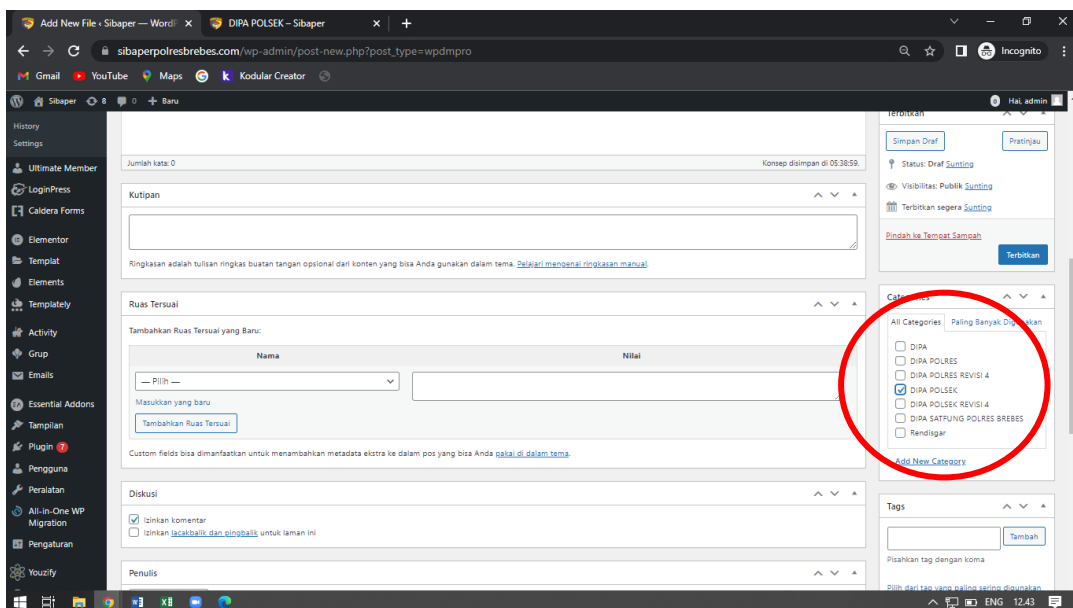 Add New File ‹ Sibaper — WordP
DIPA POLSEK – Sibaper
sibaperpolresbrebes.com/wp-admin/post-new.php?post_type=wpdmpro
Incognito
Gmail YouTube Maps Kodular Creator
Sibaper 8 0 + Baru
0 Hai, admin
History
Settings
Ultimate Member
LoginPress
Caldera Forms
Elementor
Templat
Elements
Templately
Activity
Grup
Emails
Essential Addons
Tampilan
Plugin 7
Pengguna
Peralatan
All-in-One WP
Migration
Pengaturan
Youzify
Jumlah kata: 0
Konsep disimpan di 05:38:59.
Kutipan
Ringkasan adalah tulisan ringkas buatan tangan opsional dari konten yang bisa Anda gunakan dalam tema. Pelajari mengenai ringkasan manual.
Ruas Tersuai
Tambahkan Ruas Tersuai yang Baru:
Nama Nilai
— Pilih —
Masukkan yang baru
Tambahkan Ruas Tersuai
Custom fields bisa dimanfaatkan untuk menambahkan metadata ekstra ke dalam pos yang bisa Anda pakai di dalam tema.
Diskusi
Izinkan komentar
Izinkan lacakbalik dan pingbalik untuk laman ini
Penulis
Terbitkan
Simpan Draf Pratinjau
Status: Draf Sunting
Visibilitas: Publik Sunting
Terbitkan segera Sunting
Pindah ke Tempat Sampah
Terbitkan
Categories
All Categories Paling Banyak Digunakan
DIPA
DIPA POLRES
DIPA POLRES REVISI 4
DIPA POLSEK
DIPA POLSEK REVISI 4
DIPA SATFUNG POLRES BREBES
Rendisgar
Add New Category
Tags
Tambah
Pisahkan tag dengan koma
Pilih dari tag yang paling sering digunakan
ENG 12.43